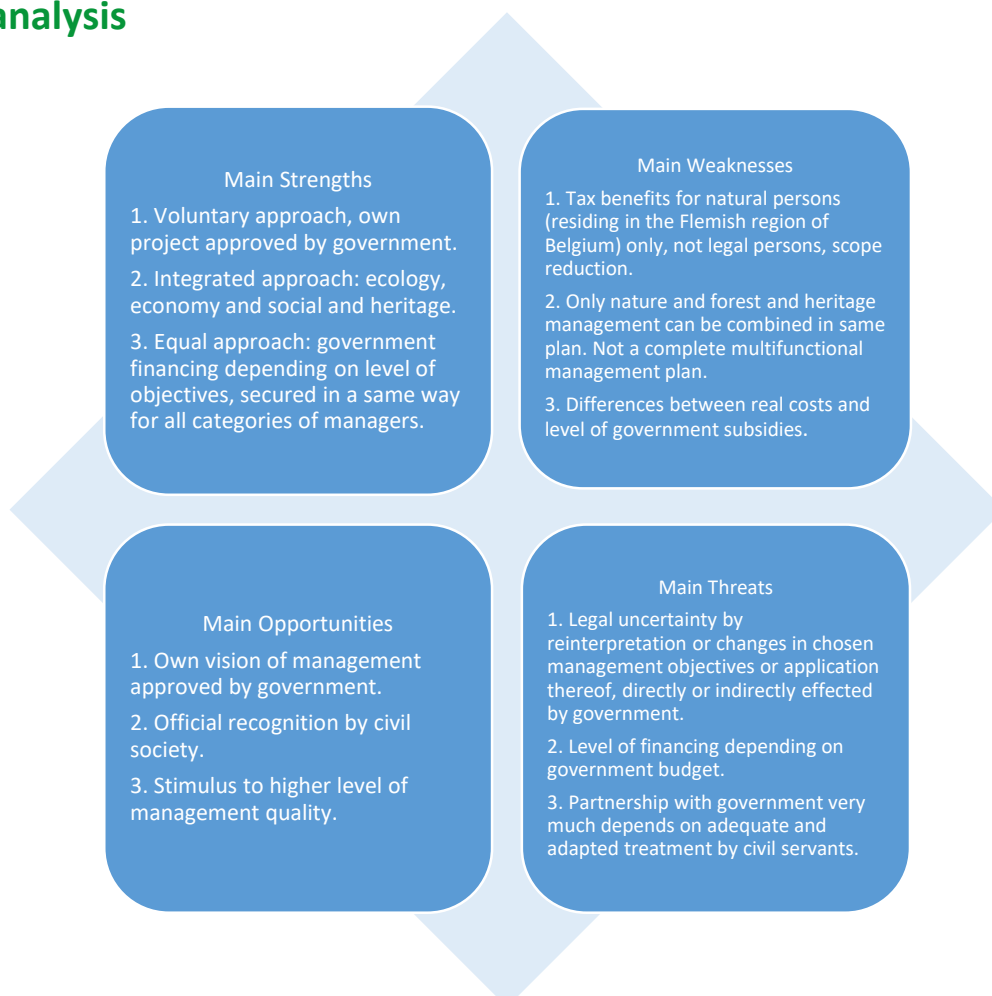 analysis
Main Strengths
1. Voluntary approach, own
project approved by government.
2. Integrated approach: ecology,
economy and social and heritage.
3. Equal approach: government
financing depending on level of
objectives, secured in a same way
for all categories of managers.
Main Weaknesses
1. Tax benefits for natural persons
(residing in the Flemish region of
Belgium) only, not legal persons, scope
reduction.
2. Only nature and forest and heritage
management can be combined in same
plan. Not a complete multifunctional
management plan.
3. Differences between real costs and
level of government subsidies.
Main Opportunities
1. Own vision of management
approved by government.
2. Official recognition by civil
society.
3. Stimulus to higher level of
management quality.
Main Threats
1. Legal uncertainty by
reinterpretation or changes in chosen
management objectives or application
thereof, directly or indirectly effected
by government.
2. Level of financing depending on
government budget.
3. Partnership with government very
much depends on adequate and
adapted treatment by civil servants.